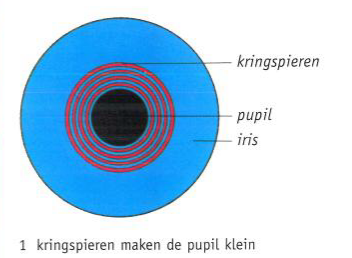 kringspieren
pupil
iris
1 kringspieren maken de pupil klein